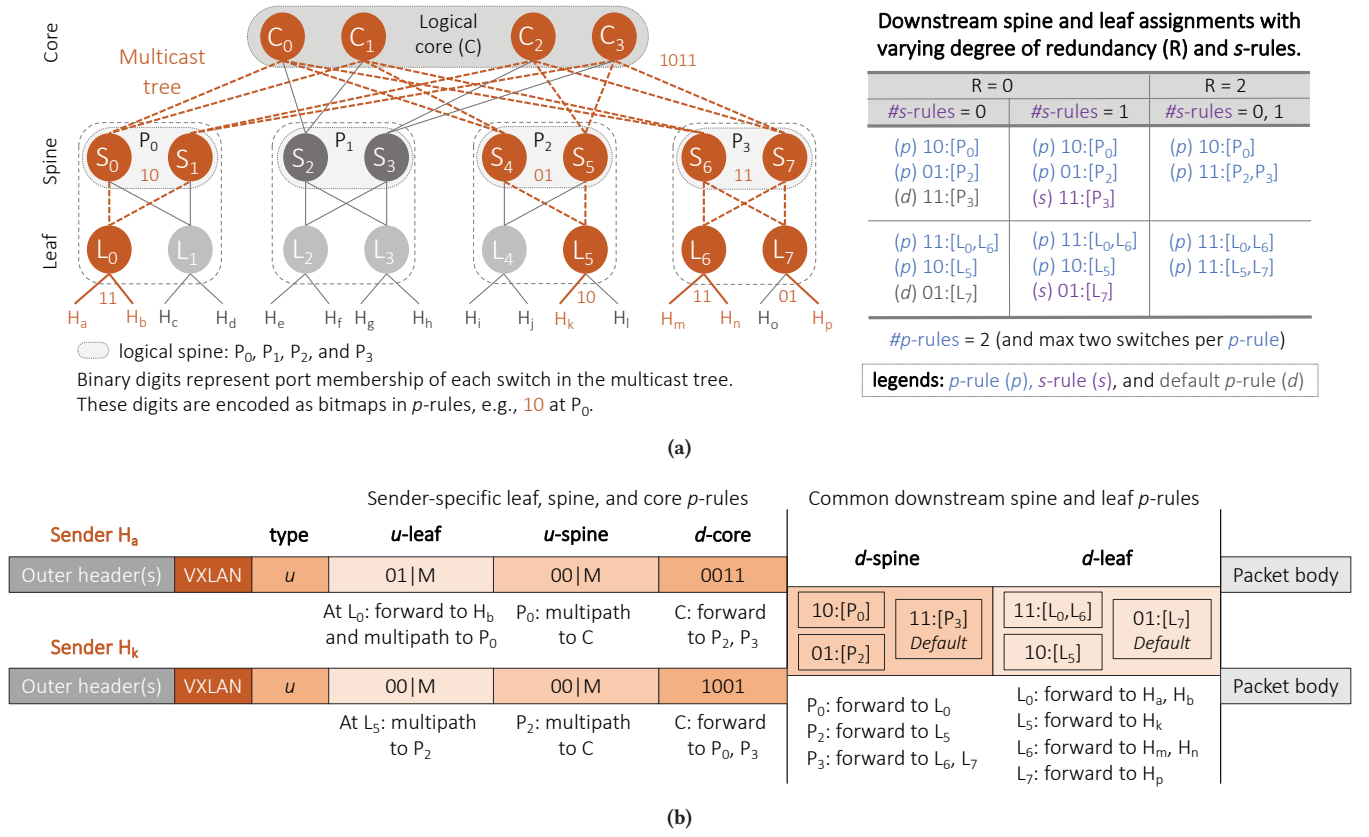 Core
Spine
Leaf
Multicast
tree
C0
C1
Logical
core (C)
C2
C3
1011
P0
S0
S1
10
P1
S2
S3
P2
S4
S5
01
P3
S6
S7
11
L0
L1
L2
L3
L4
L5
L6
L7
11
10
11
01
Ha
Hb
Hc
Hd
He
Hf
Hg
Hh
Hi
Hj
Hk
Hl
Hm
Hn
Ho
Hp
logical spine: P0, P1, P2, and P3
Binary digits represent port membership of each switch in the multicast tree.
These digits are encoded as bitmaps in p-rules, e.g., 10 at P0.
Downstream spine and leaf assignments with
varying degree of redundancy (R) and s-rules.
R = 0
R = 2
#s-rules = 0
#s-rules = 1
#s-rules = 0, 1
(p) 10:[P0]
(p) 01:[P2]
(d) 11:[P3]
(p) 10:[P0]
(p) 01:[P2]
(s) 11:[P3]
(p) 10:[P0]
(p) 11:[P2,P3]
(p) 11:[L0,L6]
(p) 10:[L5]
(d) 01:[L7]
(p) 11:[L0,L6]
(p) 10:[L5]
(s) 01:[L7]
(p) 11:[L0,L6]
(p) 11:[L5,L7]
#p-rules = 2 (and max two switches per p-rule)
legends: p-rule (p), s-rule (s), and default p-rule (d)
(a)
Sender-specific leaf, spine, and core p-rules
Common downstream spine and leaf p-rules
Sender Ha
type
u-leaf
u-spine
d-core
d-spine
d-leaf
Outer header(s)
VXLAN
u
01|M
00|M
0011
Packet body
At L0: forward to Hb
and multipath to P0
P0: multipath
to C
C: forward
to P2, P3
10:[P0]
01:[P2]
11:[P3]
Default
11:[L0,L6]
10:[L5]
01:[L7]
Default
Sender Hk
Outer header(s)
VXLAN
u
00|M
00|M
1001
Packet body
At L5: multipath
to P2
P2: multipath
to C
C: forward
to P0, P3
P0: forward to L0
P2: forward to L5
P3: forward to L6, L7
L0: forward to Ha, Hb
L5: forward to Hk
L6: forward to Hm, Hn
L7: forward to Hp
(b)